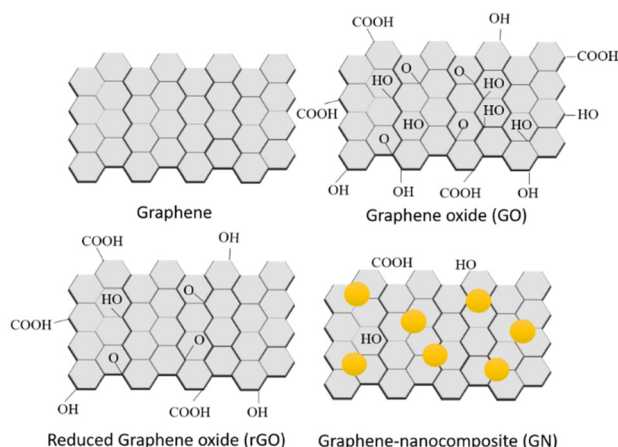 Graphene
COOH
OH
COOH
O
O
HO
HO
COOH
HO
HO
HO
HO
O
O
OH
OH
COOH
OH
Graphene oxide (GO)
COOH
OH
HO
O
COOH
O
O
OH
COOH
OH
Reduced Graphene oxide (rGO)
COOH
HO
HO
Graphene-nanocomposite (GN)